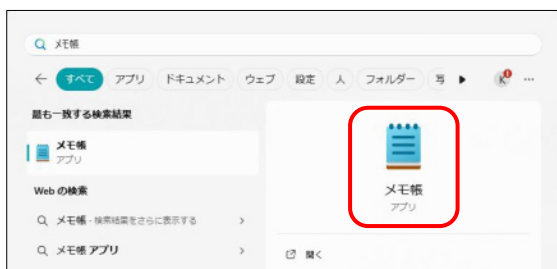 メモ帳
すべて アプリ ドキュメント ウェブ 設定 人 フォルダー 写 K
最も一致する検索結果
メモ帳
アプリ
Web の検索
メモ帳 - 検索結果をさらに表示する
メモ帳 アプリ
メモ帳
アプリ
開く